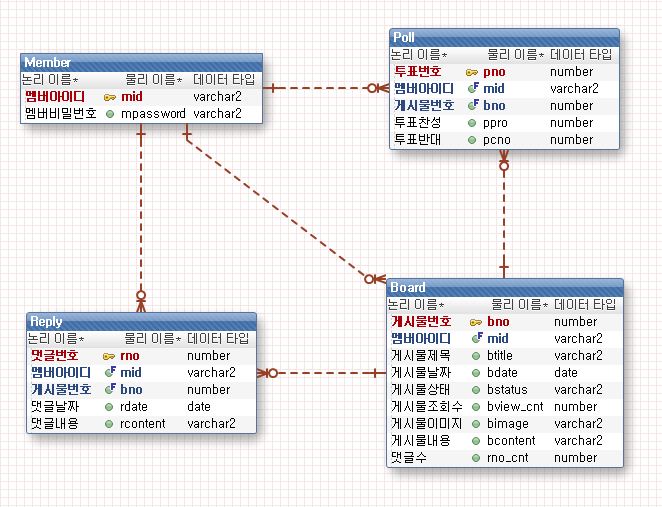 Member
논리 이름* 물리 이름* 데이터 타입
멤버아이디 mid varchar2
멤버비밀번호 mpassword varchar2
Poll
논리 이름* 물리 이름* 데이터 타입
투표번호 pno number
멤버아이디 F mid varchar2
게시물번호 F bno number
투표찬성 ppro number
투표반대 pcno number
Board
논리 이름* 물리 이름* 데이터 타입
게시물번호 bno number
멤버아이디 F mid varchar2
게시물제목 btitle varchar2
게시물날짜 bdate date
게시물상태 bstatus varchar2
게시물조회수 bview_cnt number
게시물이미지 bimage varchar2
게시물내용 bcontent varchar2
댓글수 rno_cnt number
Reply
논리 이름* 물리 이름* 데이터 타입
댓글번호 rno number
멤버아이디 F mid varchar2
게시물번호 F bno number
댓글날짜 rdate date
댓글내용 rcontent varchar2